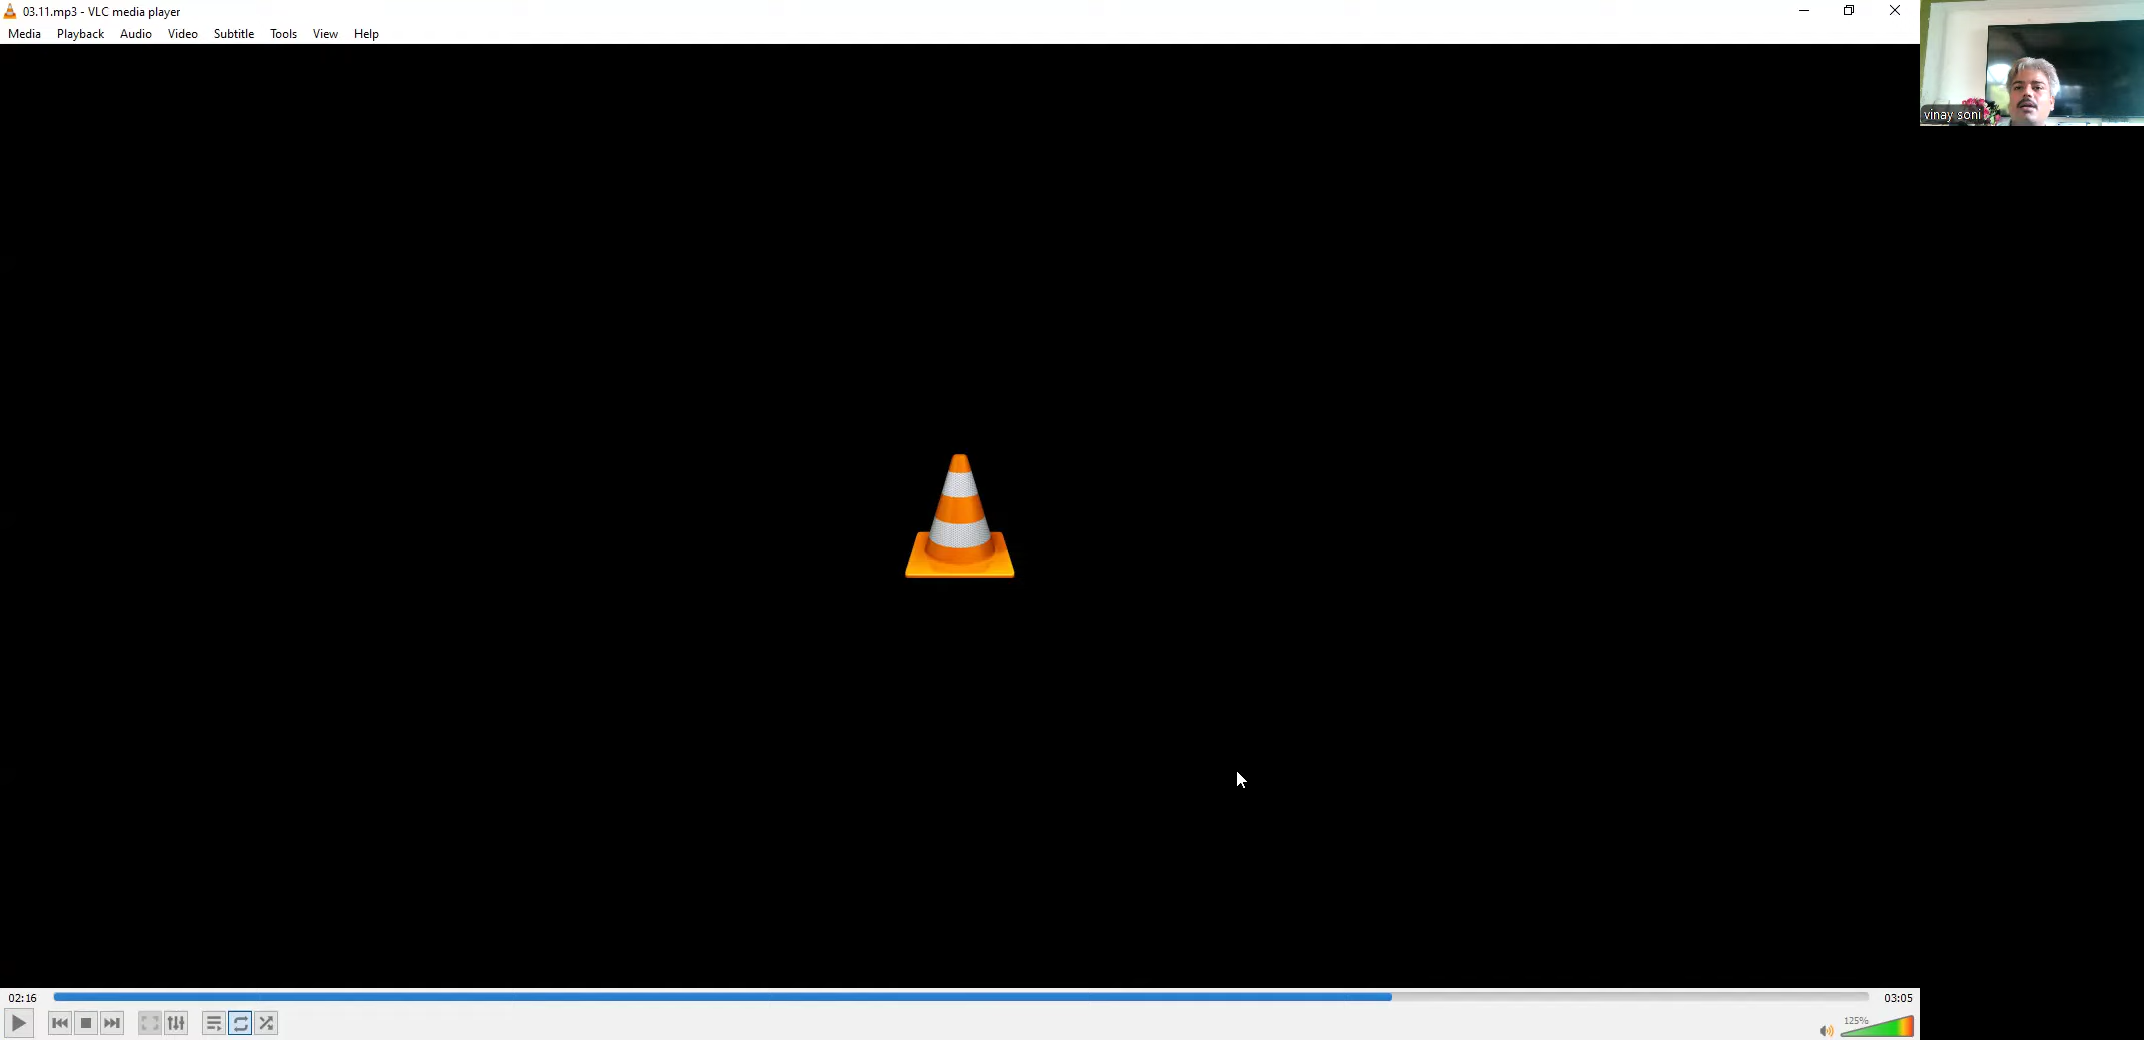 03.11.mp3 - VLC media player
Media Playback Audio Video Subtitle Tools View Help
vinay soni
02:16
03:05
125%